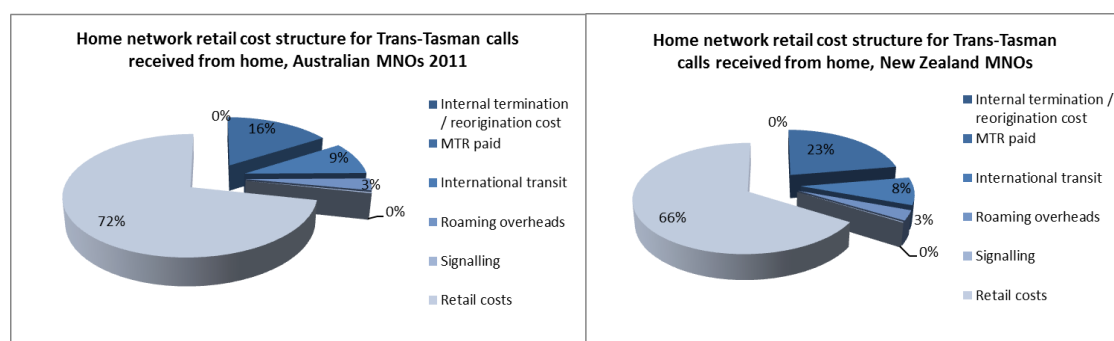 Home network retail cost structure for Trans-Tasman calls
received from home, Australian MNOs 2011
0%
16%
9%
3%
0%
72%
Internal termination
/ reorigination cost
MTR paid
International transit
Roaming overheads
Signalling
Retail costs
Home network retail cost structure for Trans-Tasman
calls received from home, New Zealand MNOs
0%
23%
8%
3%
0%
66%
Internal termination /
reorigination cost
MTR paid
International transit
Roaming overheads
Signalling
Retail costs